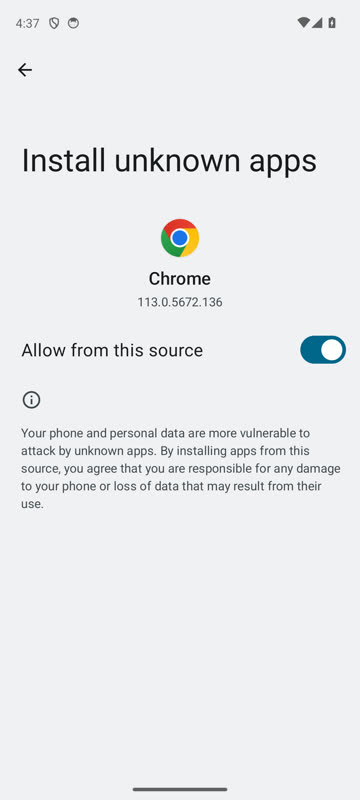 4:37
Install unknown apps
Chrome
113.0.5672.136
Allow from this source
Your phone and personal data are more vulnerable to
attack by unknown apps. By installing apps from this
source, you agree that you are responsible for any damage
to your phone or loss of data that may result from their
use.